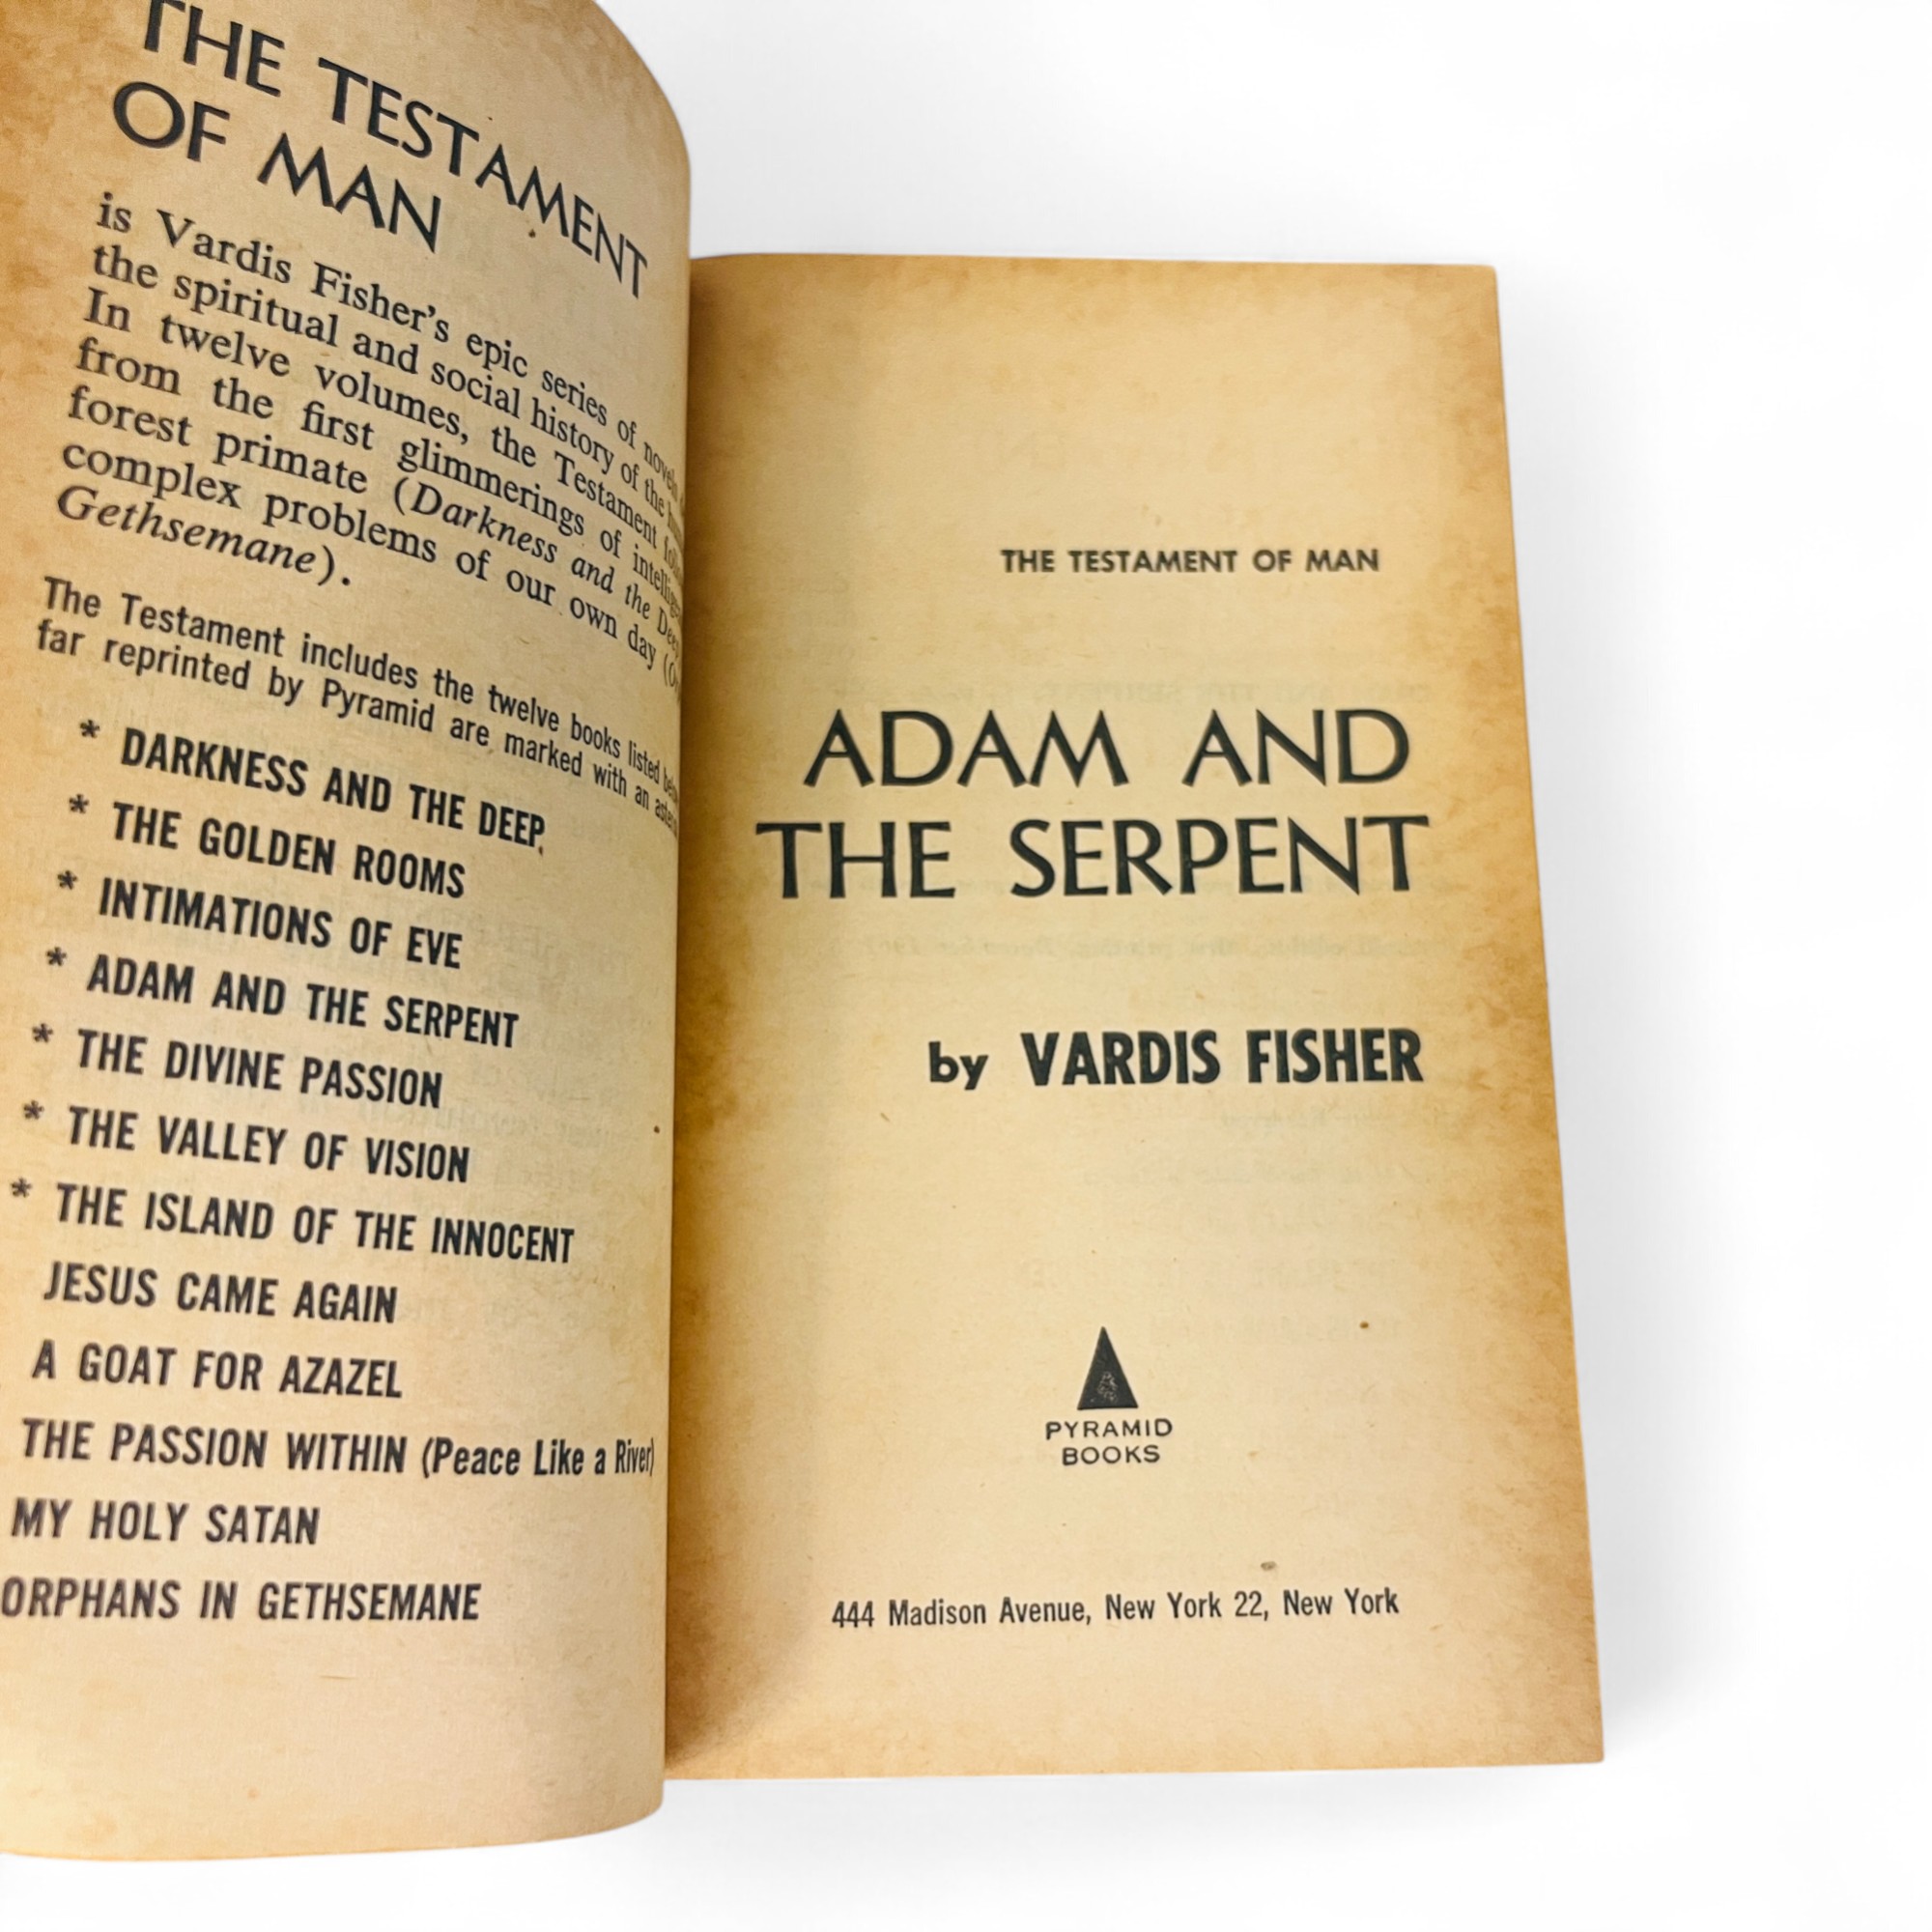 THE TESTAMENT
OF MAN
is Vardis Fisher's epic series of novels
the spiritual and social history of the
In twelve volumes, the Testament
from the first glimmerings of
forest primate (Darkness and the Deep
complex problems of our own day
Gethsemane).
The Testament includes the twelve books listed
far reprinted by Pyramid are marked with an
* DARKNESS AND THE DEEP
* THE GOLDEN ROOMS
* INTIMATIONS OF EVE
* ADAM AND THE SERPENT
* THE DIVINE PASSION
* THE VALLEY OF VISION
* THE ISLAND OF THE INNOCENT
JESUS CAME AGAIN
A GOAT FOR AZAZEL
THE PASSION WITHIN (Peace Like a River)
MY HOLY SATAN
ORPHANS IN GETHSEMANE
THE TESTAMENT OF MAN
ADAM AND
THE SERPENT
by VARDIS FISHER
PYRAMID
BOOKS
444 Madison Avenue, New York 22, New York